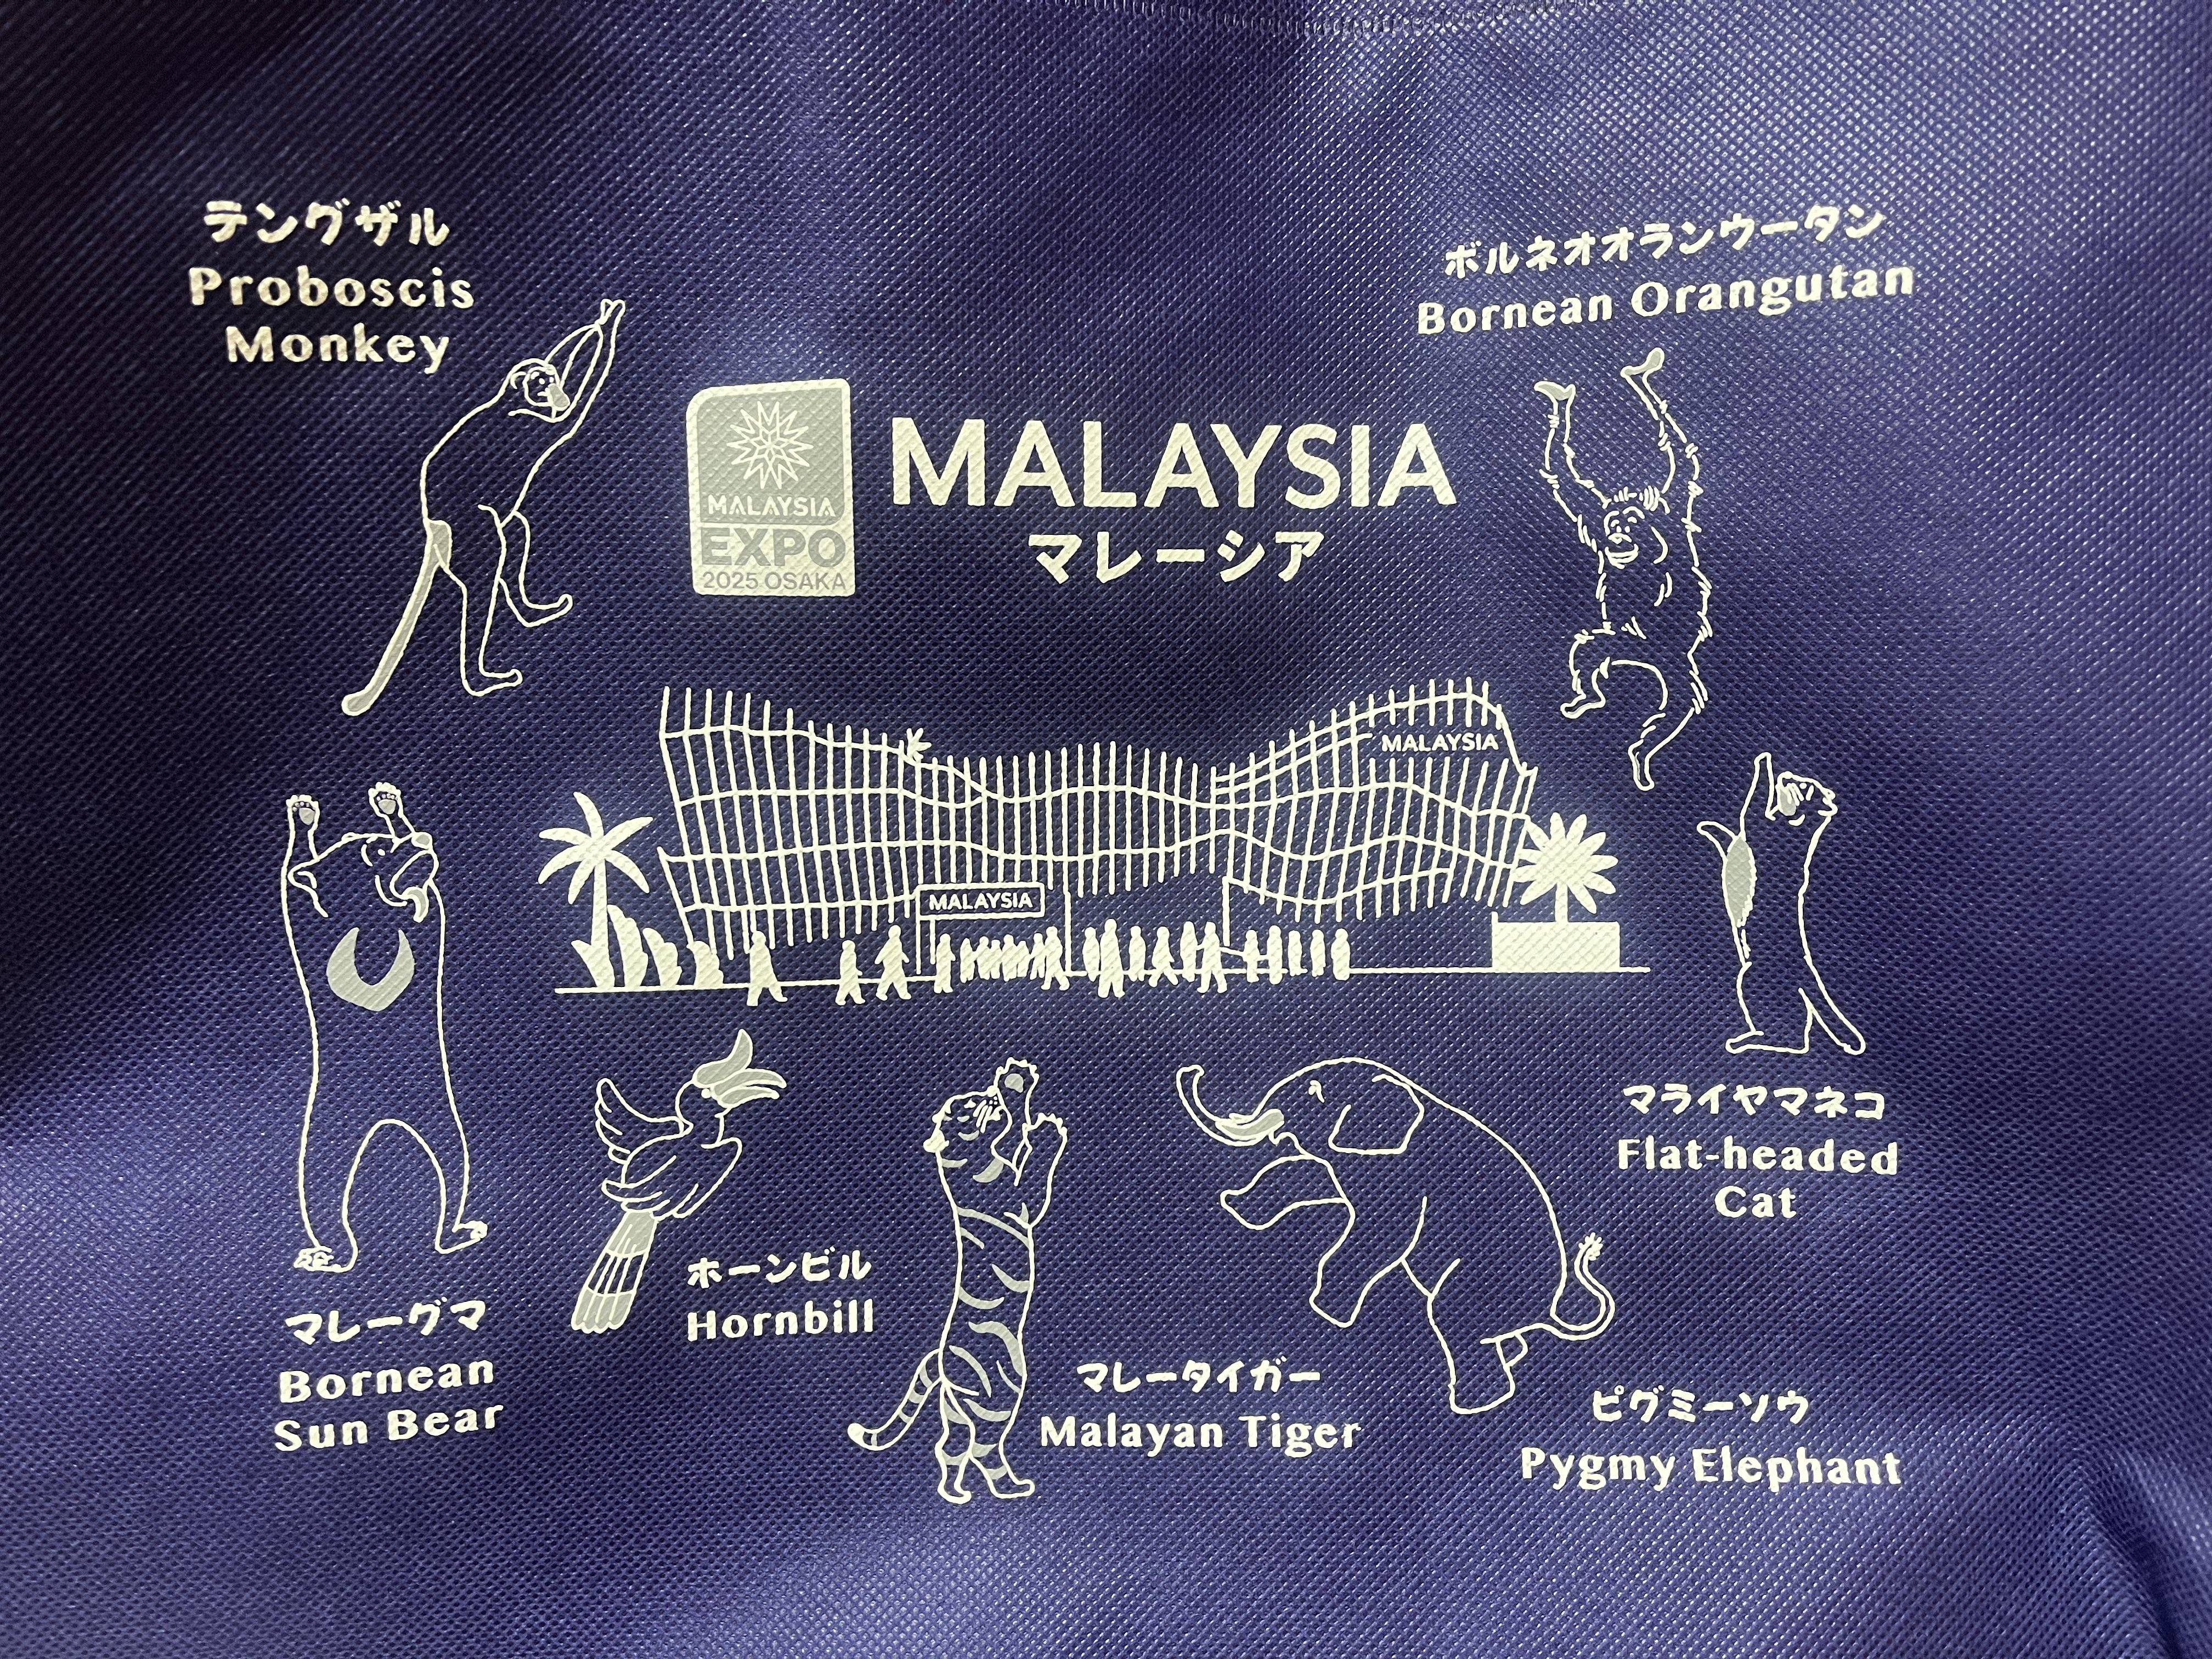 テングザル
Proboscis
Monkey
ボルネオオランウータン
Bornean Orangutan
MALAYSIA
EXPO
2025 OSAKA
MALAYSIA
マレーシア
MALAYSIA
MALAYSIA
マライヤマネコ
Flat-headed
Cat
ホーンビル
Hornbill
マレーグマ
Bornean
Sun Bear
マレータイガー
Malayan Tiger
ピグミーソウ
Pygmy Elephant